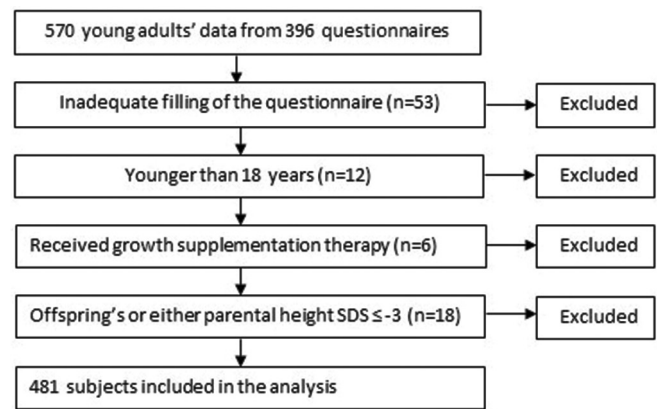 570 young adults' data from 396 questionnaires
Inadequate filling of the questionnaire (n=53)
Excluded
Younger than 18 years (n=12)
Excluded
Received growth supplementation therapy (n=6)
Excluded
Offspring's or either parental height SDS ≤-3 (n=18)
Excluded
481 subjects included in the analysis